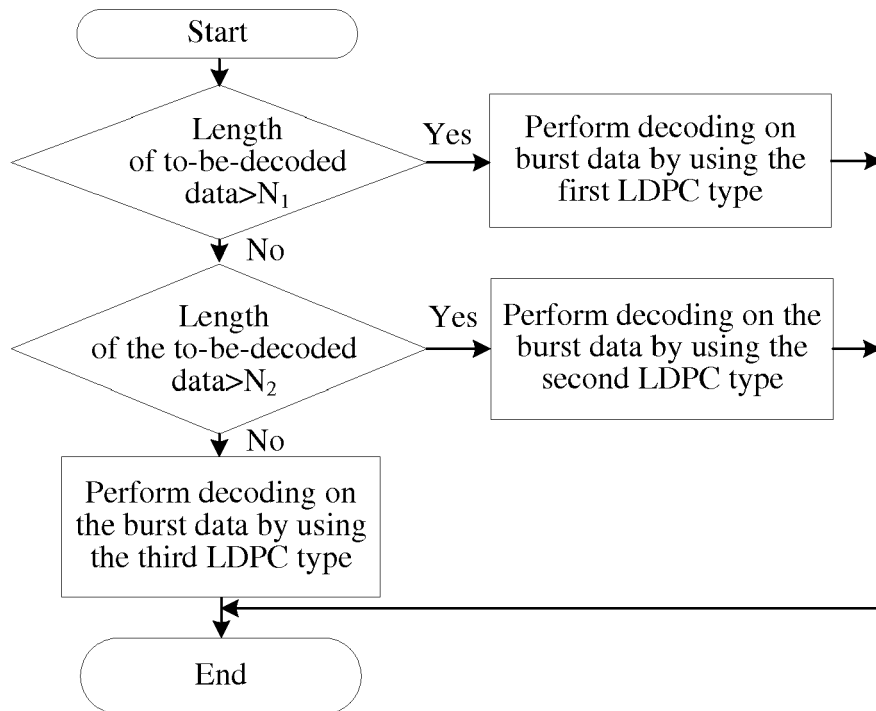 Start
Length
of to-be-decoded
data>N₁
Yes
Perform decoding on
burst data by using the
first LDPC type
No
Length
of the to-be-decoded
data>N₂
Yes
Perform decoding on the
burst data by using the
second LDPC type
No
Perform decoding on
the burst data by using
the third LDPC type
End